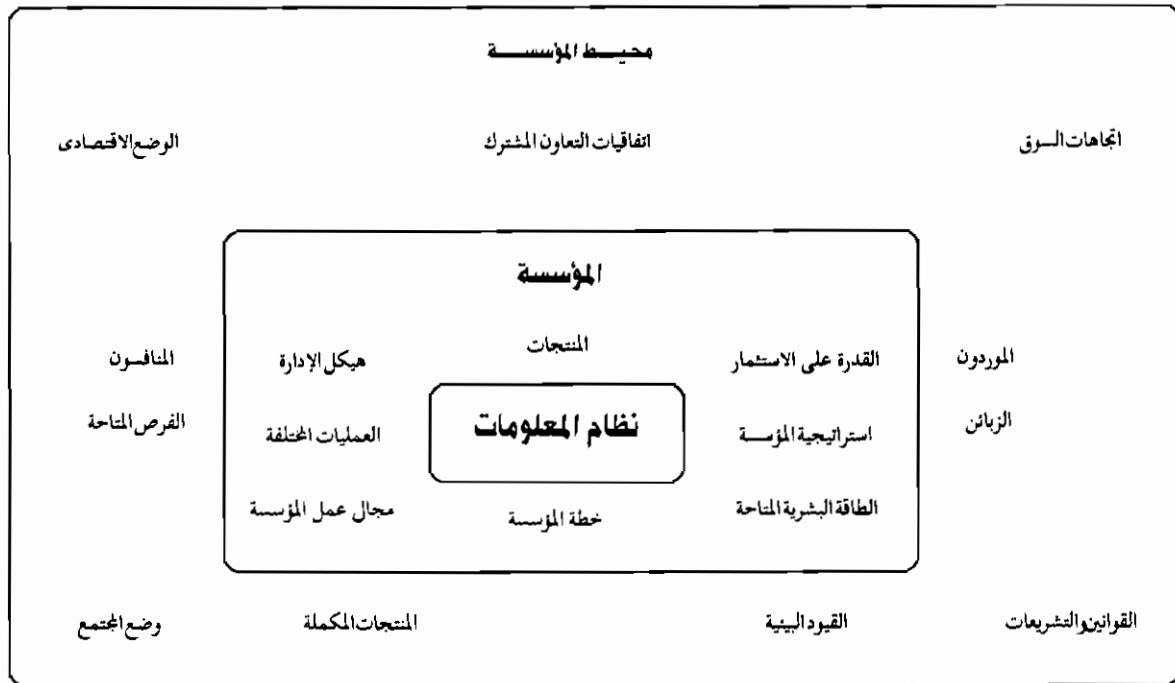 محيط المؤسسة
اتجاهات السوق
اتفاقيات التعاون المشترك
الوضع الاقتصادى
المؤسسة
المنتجات
الموردون
القدرة على الاستثمار
هيكل الإدارة
المنافسون
الزبائن
استراتيجية المؤسسة
نظام المعلومات
العمليات المختلفة
الفرص المتاحة
الطاقة البشرية المتاحة
خطة المؤسسة
مجال عمل المؤسسة
القوانين والتشريعات
القيود البيئية
المنتجات المكملة
وضع المجتمع